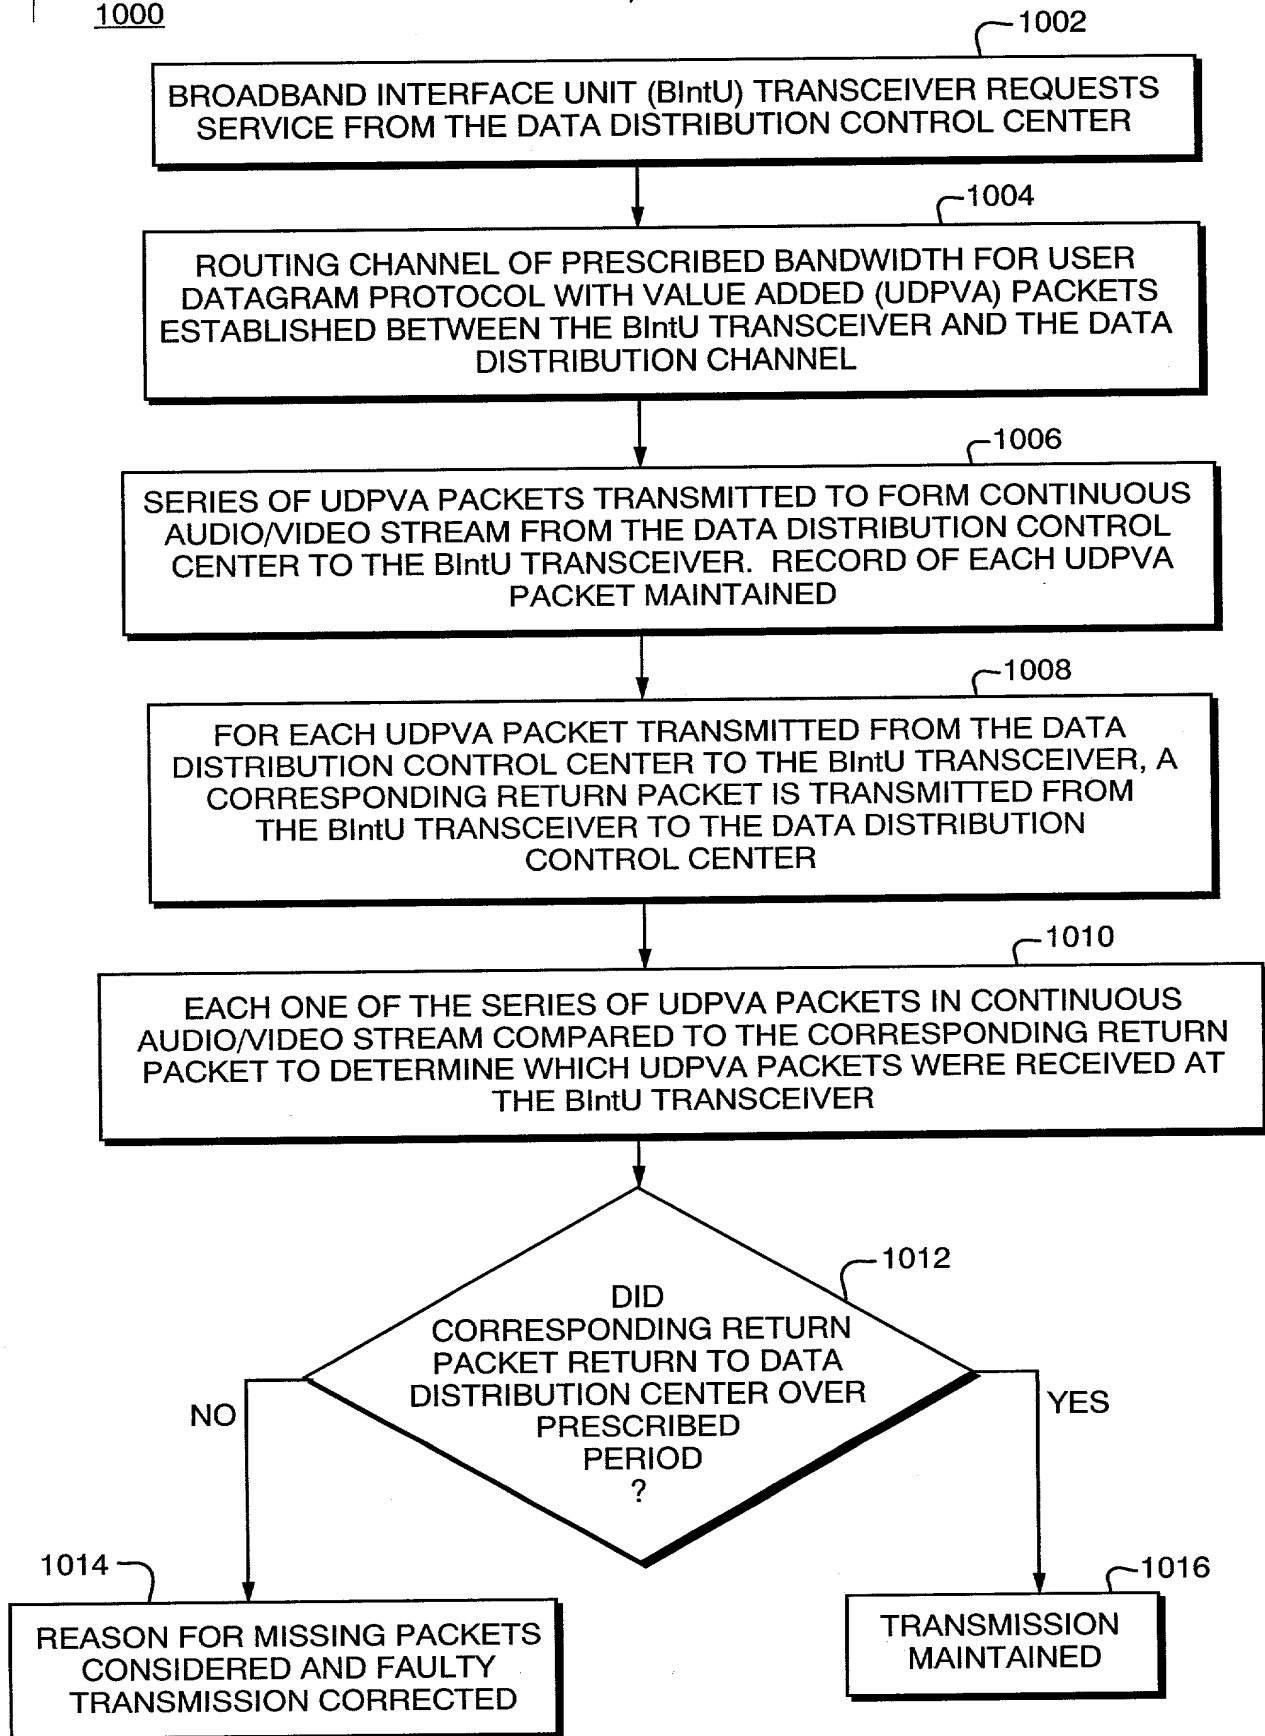 1000
1002
BROADBAND INTERFACE UNIT (BIntU) TRANSCEIVER REQUESTS
SERVICE FROM THE DATA DISTRIBUTION CONTROL CENTER
1004
ROUTING CHANNEL OF PRESCRIBED BANDWIDTH FOR USER
DATAGRAM PROTOCOL WITH VALUE ADDED (UDPVA) PACKETS
ESTABLISHED BETWEEN THE BIntU TRANSCEIVER AND THE DATA
DISTRIBUTION CHANNEL
1006
SERIES OF UDPVA PACKETS TRANSMITTED TO FORM CONTINUOUS
AUDIO/VIDEO STREAM FROM THE DATA DISTRIBUTION CONTROL
CENTER TO THE BIntU TRANSCEIVER. RECORD OF EACH UDPVA
PACKET MAINTAINED
1008
FOR EACH UDPVA PACKET TRANSMITTED FROM THE DATA
DISTRIBUTION CONTROL CENTER TO THE BIntU TRANSCEIVER, A
CORRESPONDING RETURN PACKET IS TRANSMITTED FROM
THE BIntU TRANSCEIVER TO THE DATA DISTRIBUTION
CONTROL CENTER
1010
EACH ONE OF THE SERIES OF UDPVA PACKETS IN CONTINUOUS
AUDIO/VIDEO STREAM COMPARED TO THE CORRESPONDING RETURN
PACKET TO DETERMINE WHICH UDPVA PACKETS WERE RECEIVED AT
THE BIntU TRANSCEIVER
1012
DID
CORRESPONDING RETURN
PACKET RETURN TO DATA
DISTRIBUTION CENTER OVER
PRESCRIBED
PERIOD
?
NO
YES
1014
REASON FOR MISSING PACKETS
CONSIDERED AND FAULTY
TRANSMISSION CORRECTED
1016
TRANSMISSION
MAINTAINED